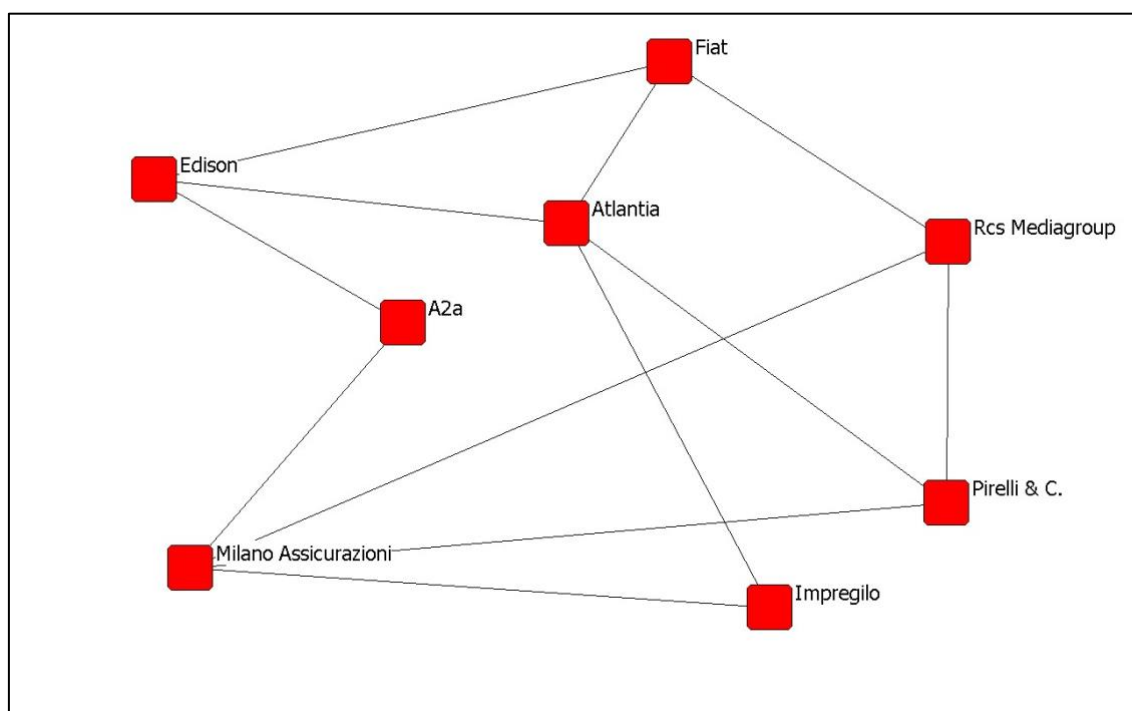 Fiat
Edison
Atlantia
Rcs Mediagroup
A2a
Pirelli & C.
Milano Assicurazioni
Impregilo